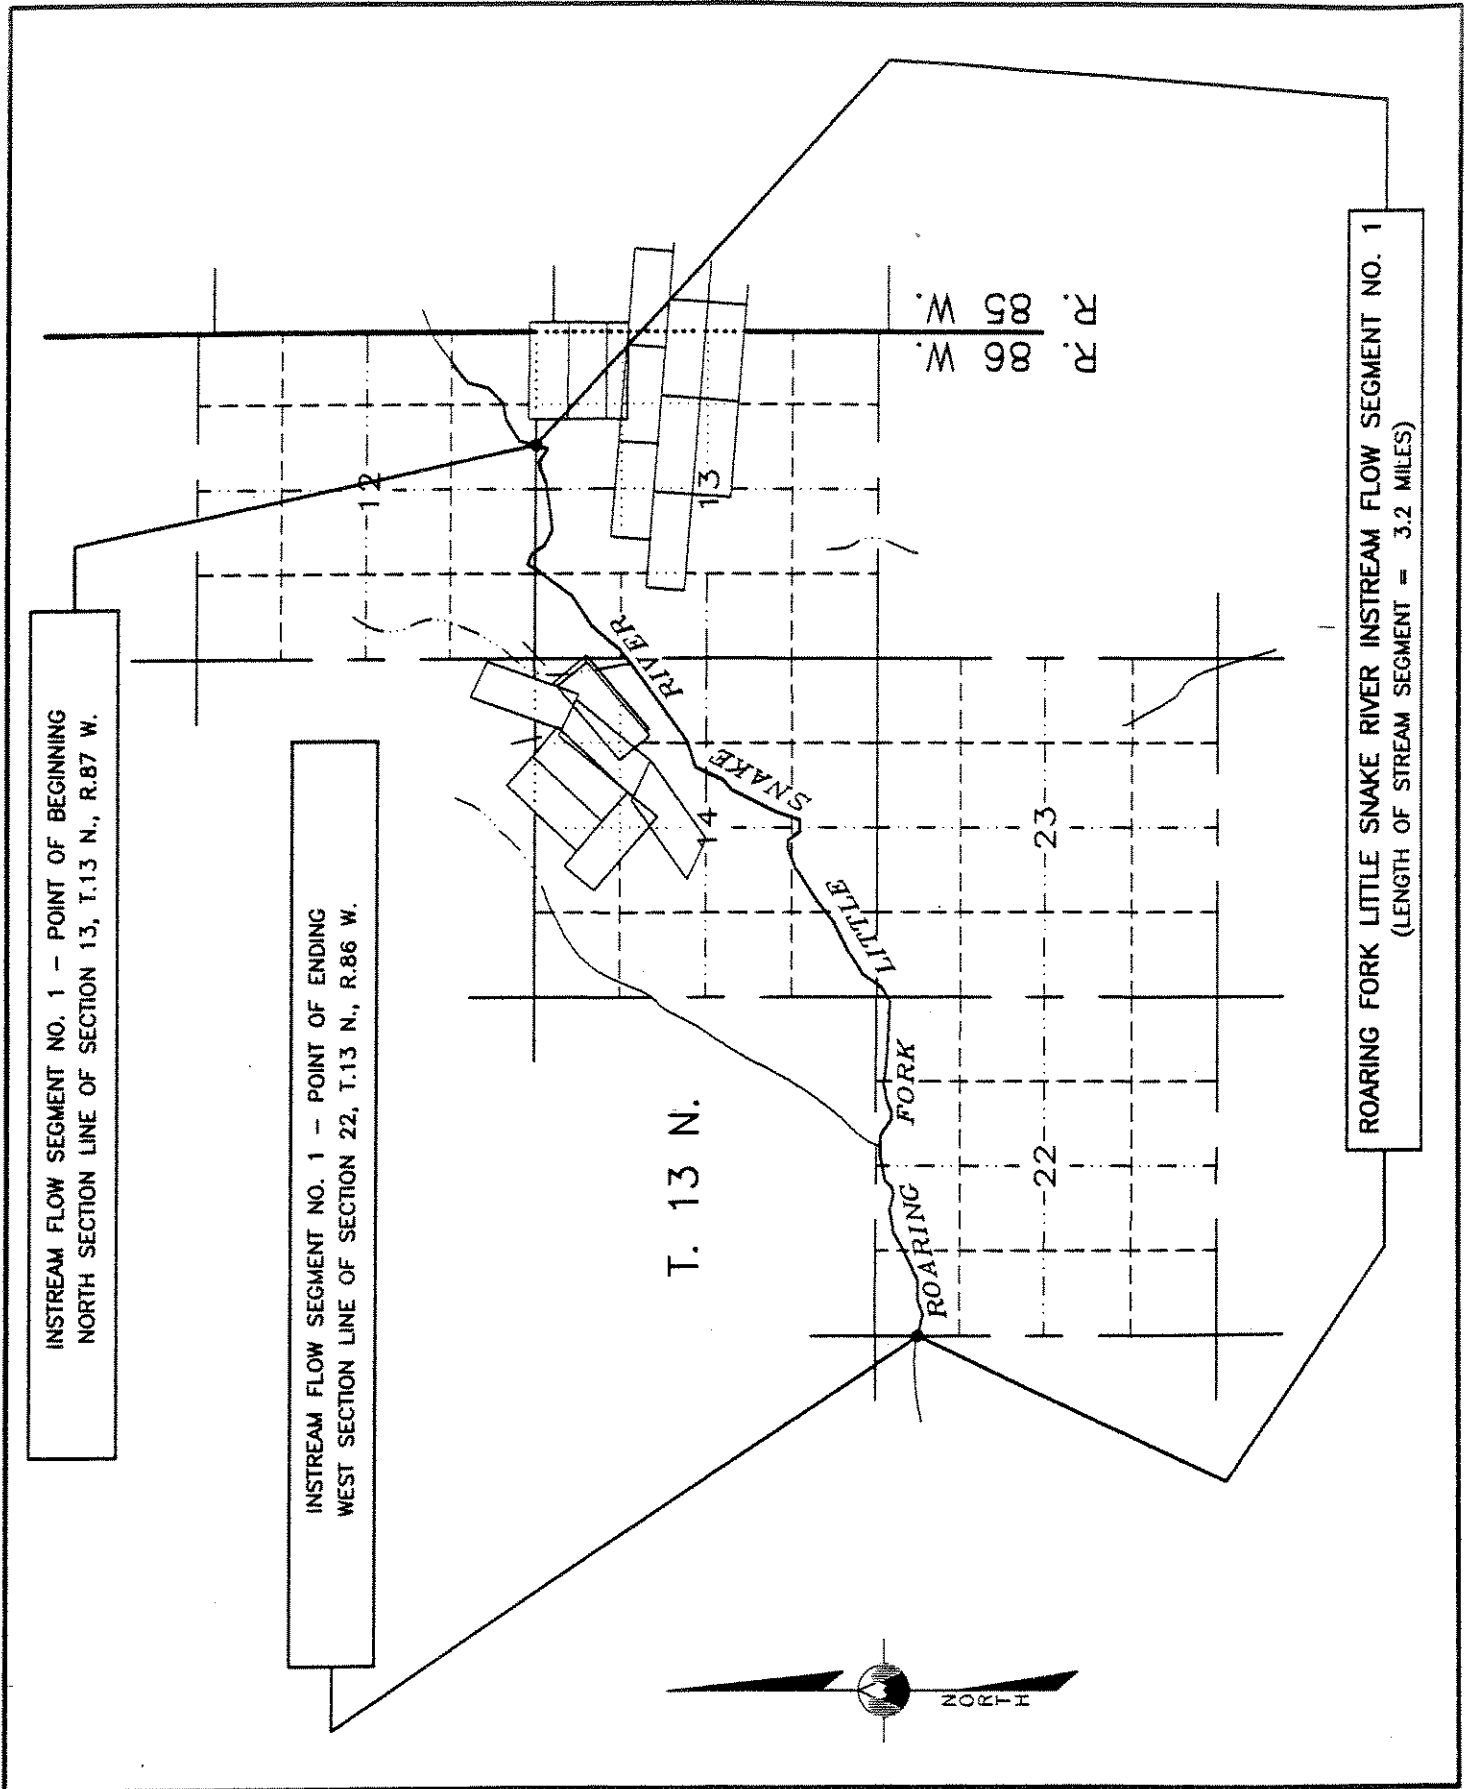 INSTREAM FLOW SEGMENT NO. 1 – POINT OF BEGINNING
NORTH SECTION LINE OF SECTION 13, T.13 N., R.87 W.
INSTREAM FLOW SEGMENT NO. 1 – POINT OF ENDING
WEST SECTION LINE OF SECTION 22, T.13 N., R.86 W.
12
R. 86 W.
R. 85 W.
13
14
T. 13 N.
ROARING FORK LITTLE SNAKE RIVER
22
23
NORTH
ROARING FORK LITTLE SNAKE RIVER INSTREAM FLOW SEGMENT NO. 1
(LENGTH OF STREAM SEGMENT = 3.2 MILES)